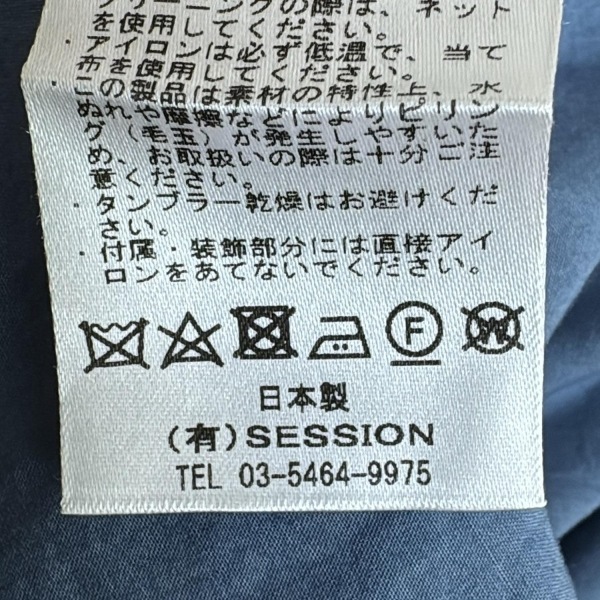 グの際は、ネット
を使用してください。
・アイロンは必ず低温で、当て
布を使用してください。
・この製品は素材の特性上、水
ぬれや摩擦などによりピリン
グ(毛玉)が発生しやすいた
め、お取扱いの際は十分ご注
意ください。
・タンブラー乾燥はお避けくだ
さい。
・付属・装飾部分には直接アイ
ロンをあてないでください。
F
W
日本製
(有)SESSION
TEL 03-5464-9975